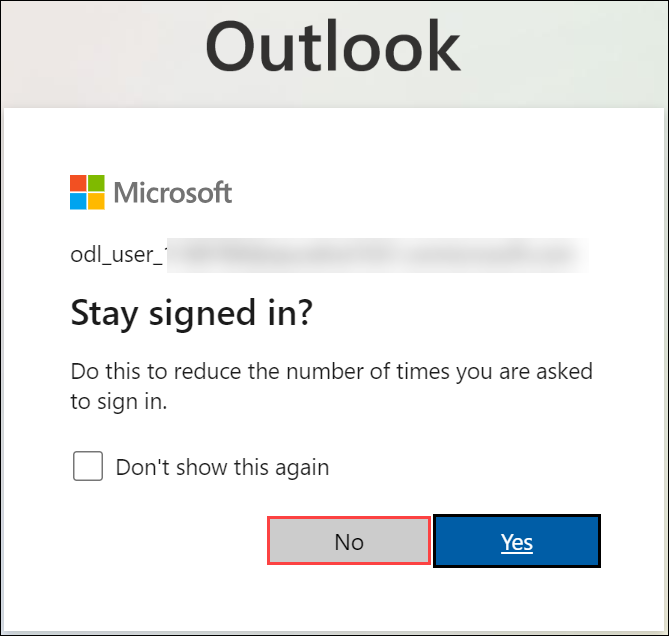 Outlook
Microsoft
odl_user_
Stay signed in?
Do this to reduce the number of times you are asked
to sign in.
Don't show this again
No
Yes